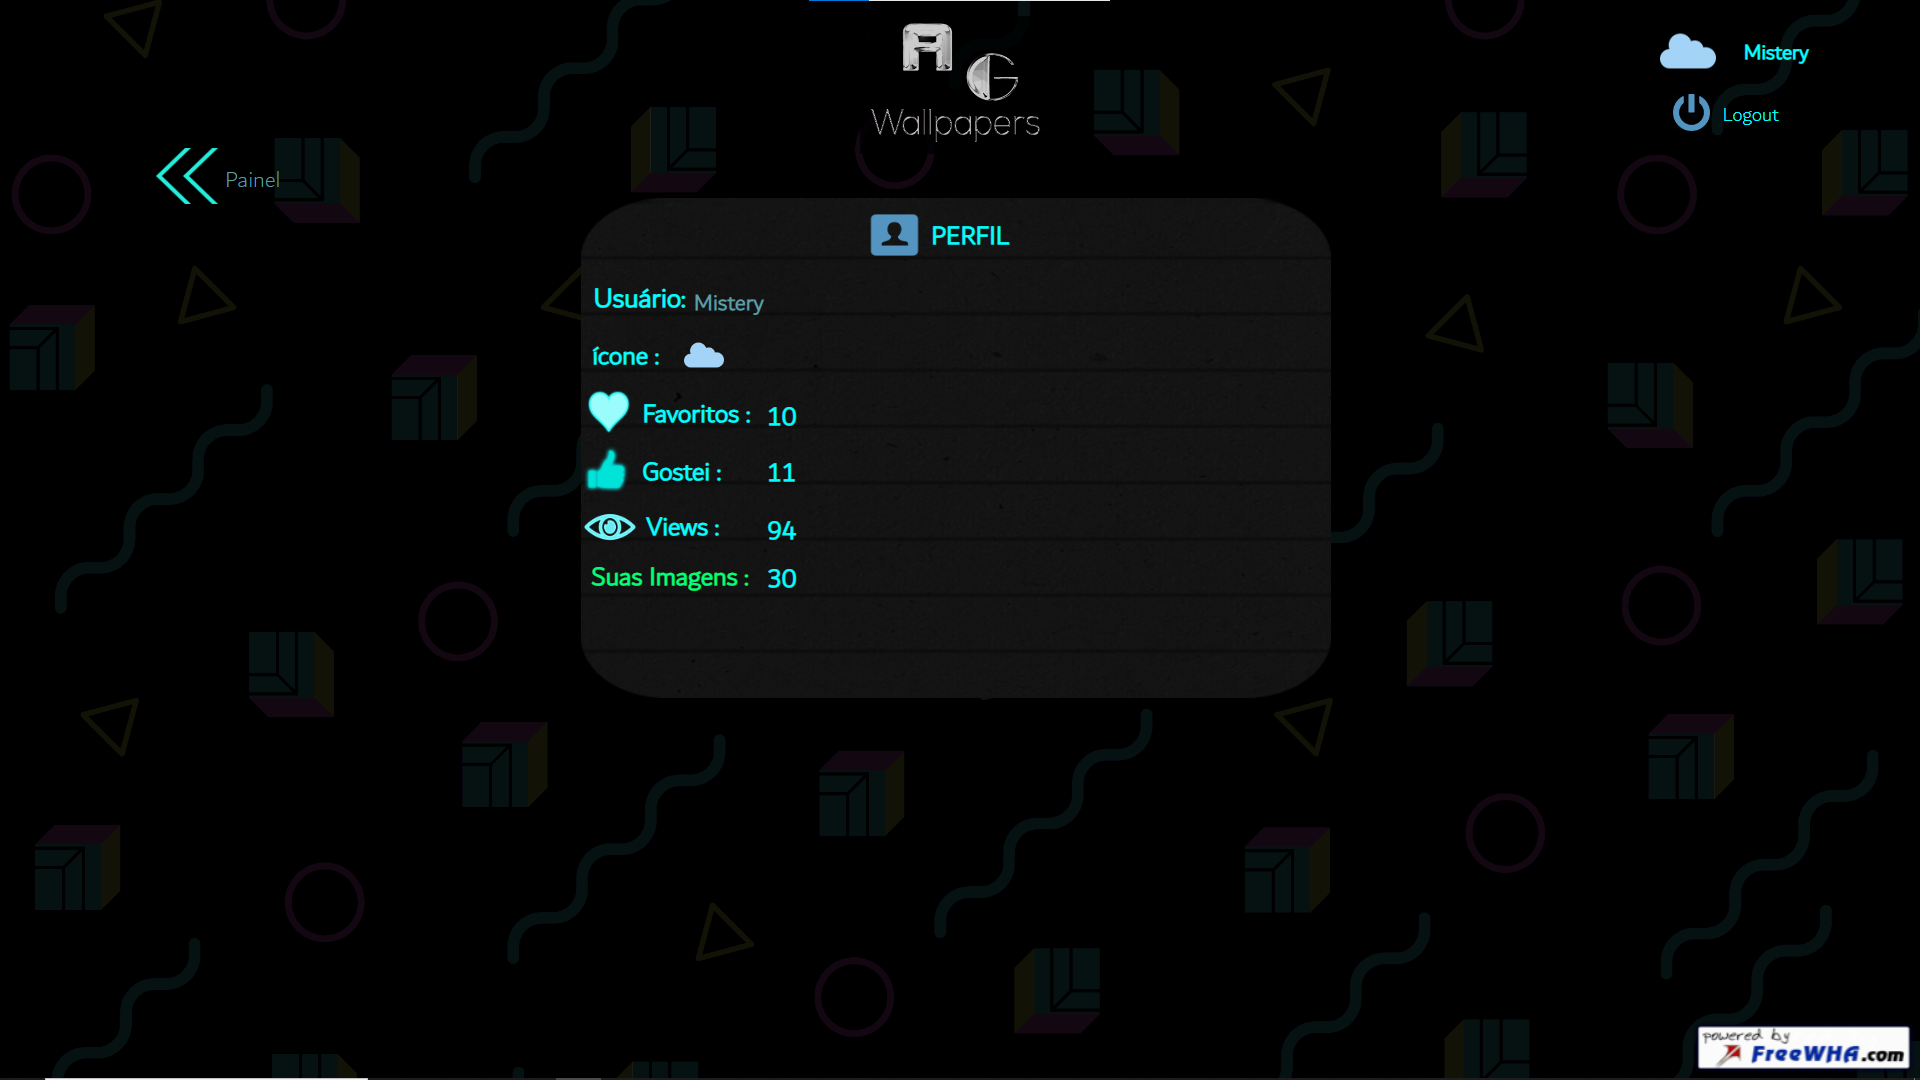 AG
Wallpapers
Mistery
Logout
Painel
PERFIL
Usuário: Mistery
ícone :
Favoritos : 10
Gostei : 11
Views : 94
Suas Imagens : 30
powered by
FreeWHA.com